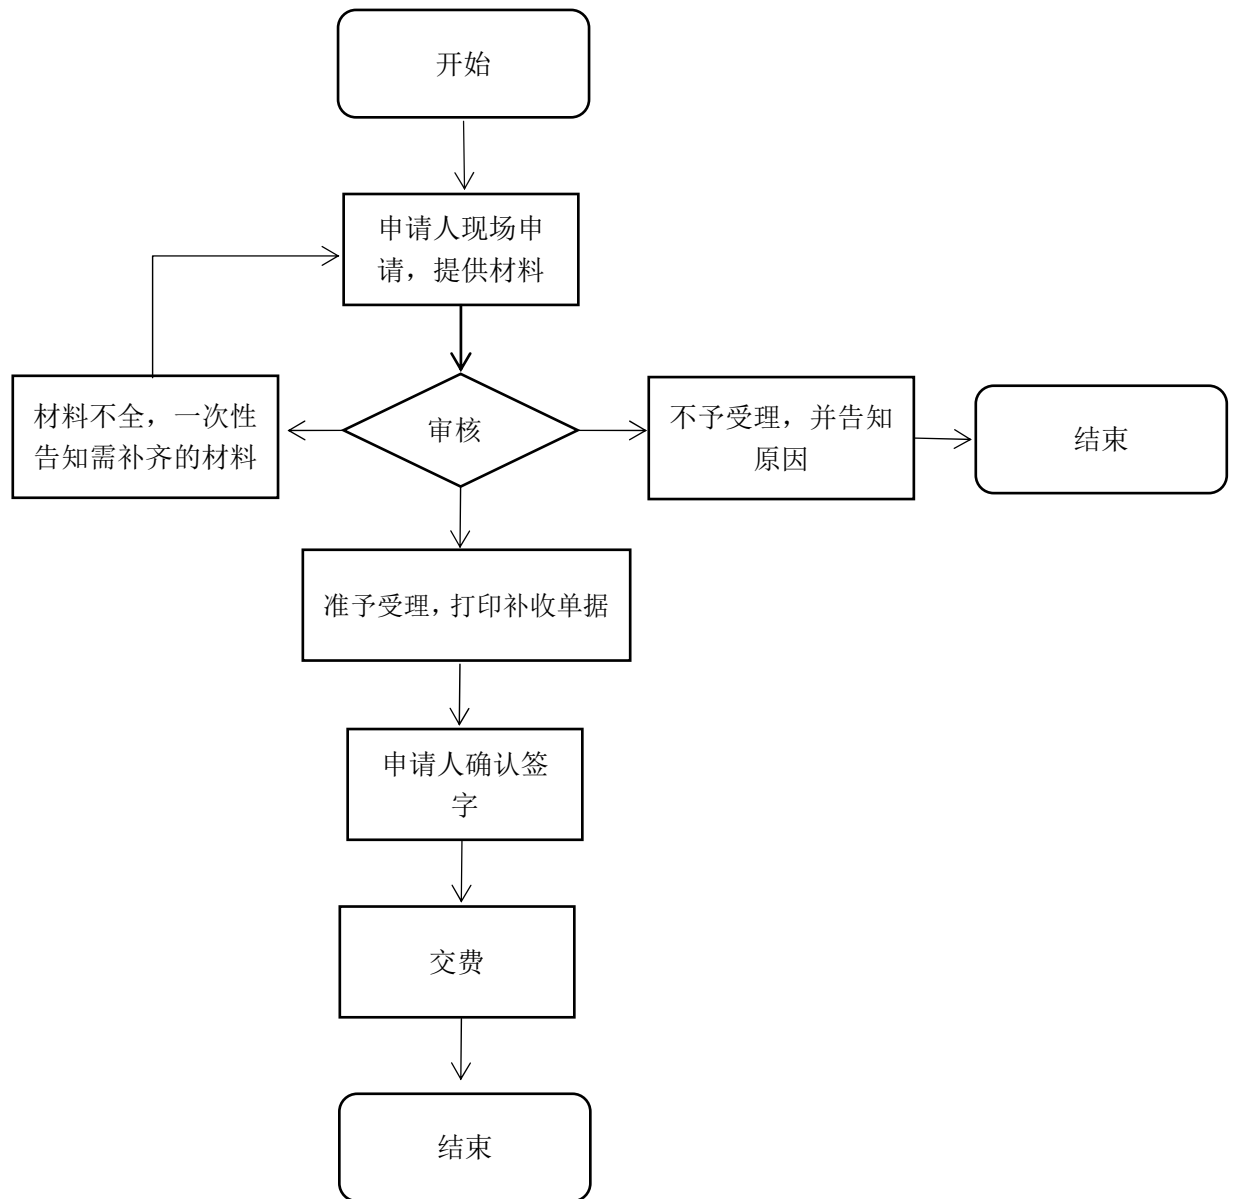 开始
申请人现场申
请，提供材料
材料不全，一次性
告知需补齐的材料
审核
不予受理，并告知
原因
结束
准予受理，打印补收单据
申请人确认签
字
交费
结束